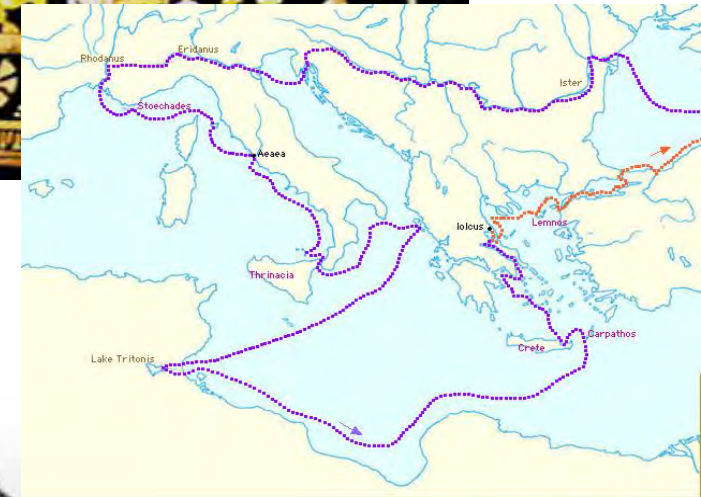 Eridanus
Rhodanus
Ister
Stoechades
Aeaea
Lemnos
Iolcus
Thrinacia
Carpathos
Crete
Lake Tritonis